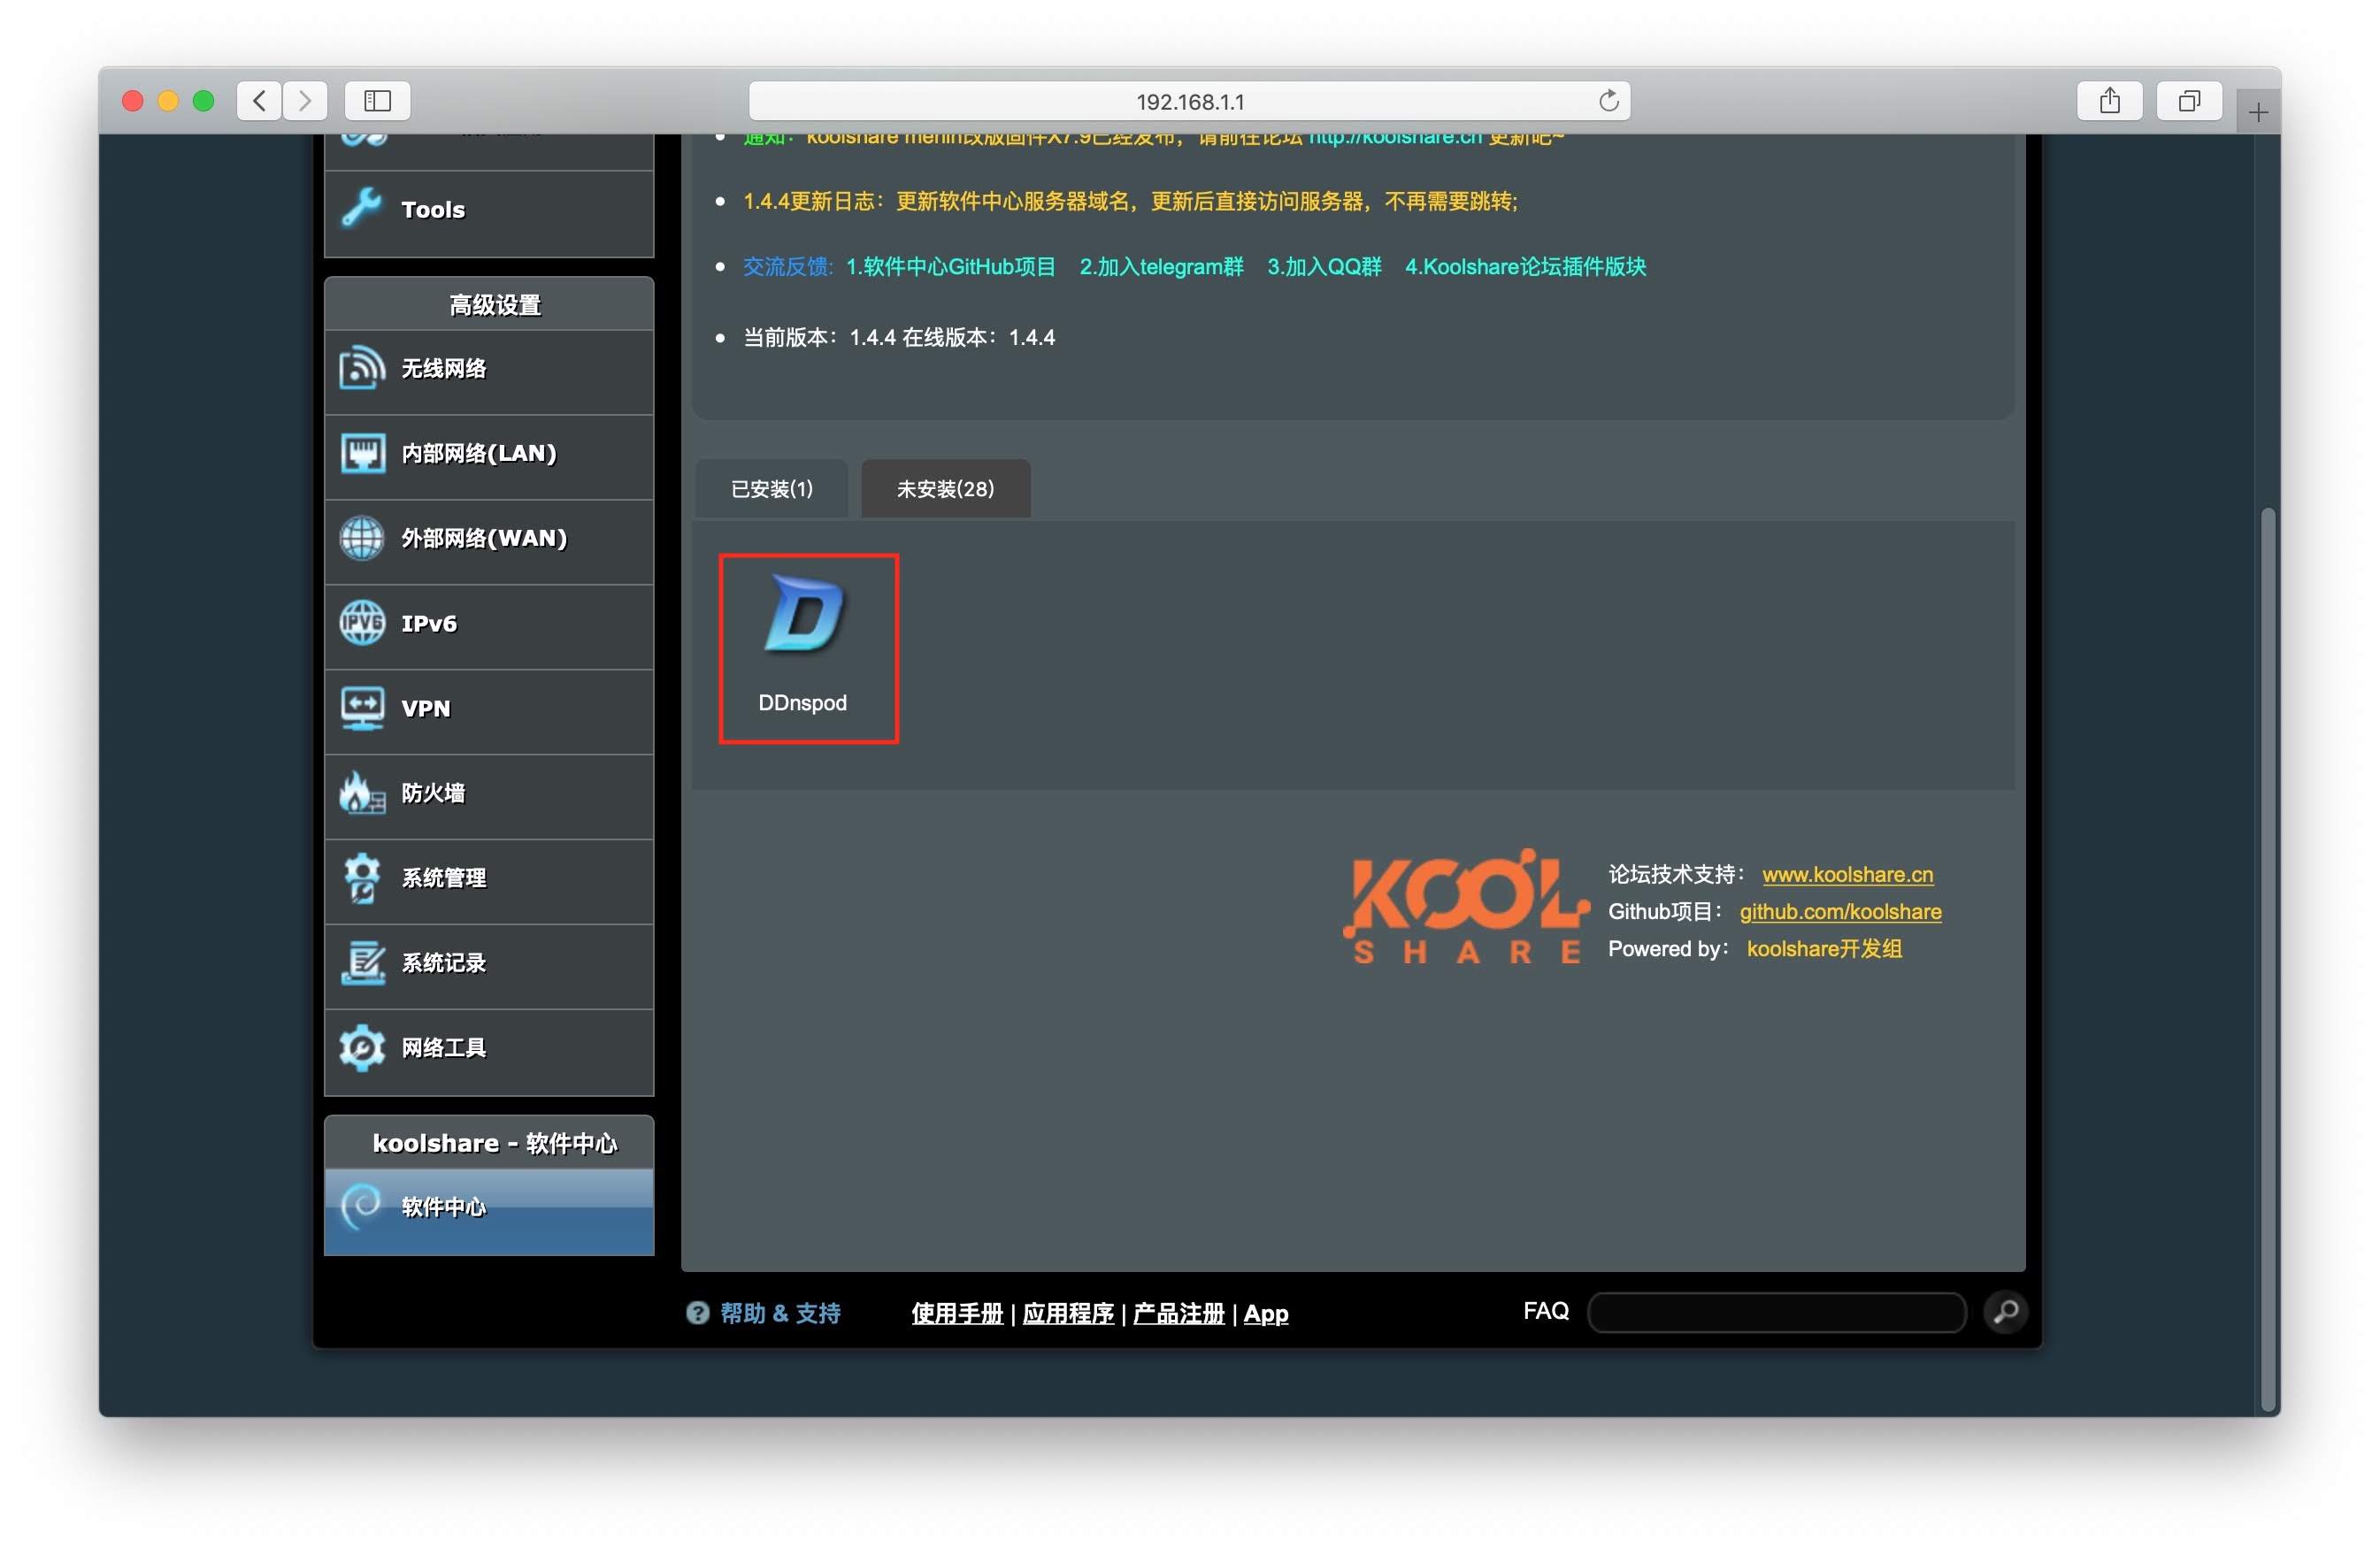 192.168.1.1
通知：koolshare merlin改版固件X7.9已经发布，请前往论坛 http://koolshare.cn 更新吧~
Tools
1.4.4更新日志：更新软件中心服务器域名，更新后直接访问服务器，不再需要跳转;
交流反馈: 1.软件中心GitHub项目 2.加入telegram群 3.加入QQ群 4.Koolshare论坛插件版块
当前版本：1.4.4 在线版本：1.4.4
高级设置
无线网络
内部网络(LAN)
外部网络(WAN)
IPv6
VPN
防火墙
系统管理
系统记录
网络工具
koolshare - 软件中心
软件中心
已安装(1)
未安装(28)
DDnspod
KOOL
SHARE
论坛技术支持： www.koolshare.cn
Github项目： github.com/koolshare
Powered by： koolshare开发组
帮助 & 支持
使用手册 | 应用程序 | 产品注册 | App
FAQ